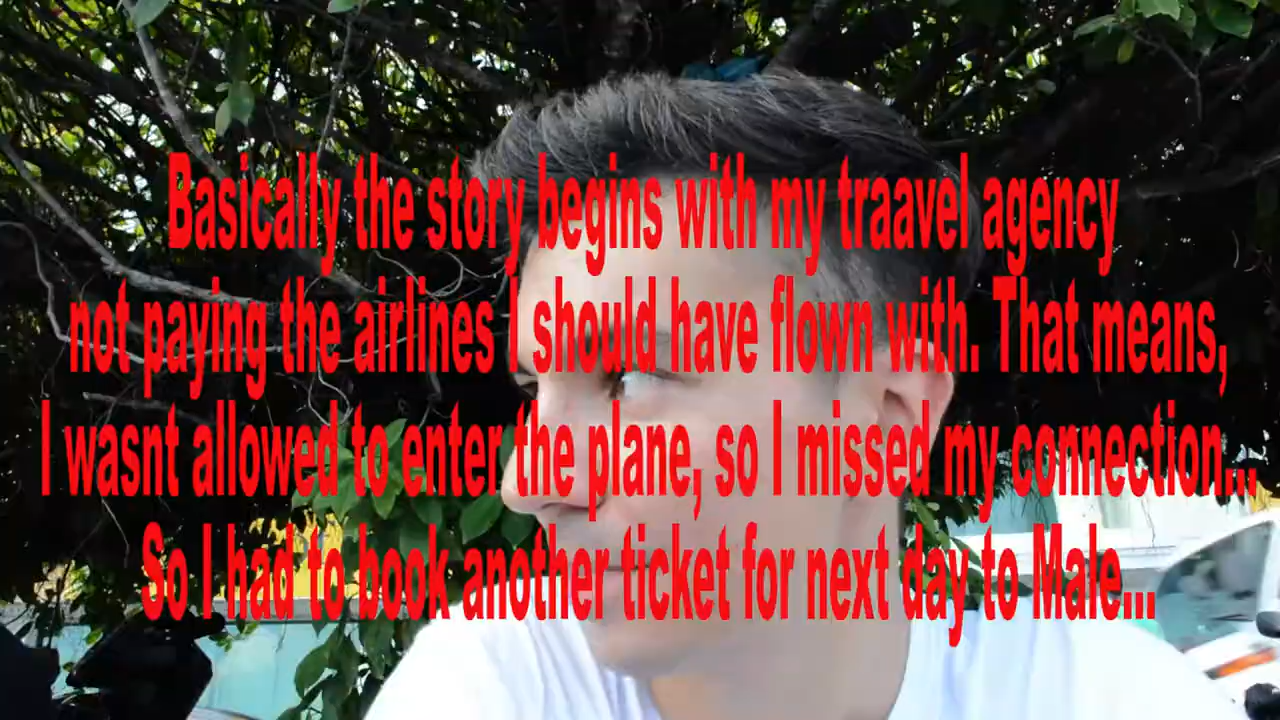 Basically the story begins with my traavel agency
not paying the airlines I should have flown with. That means,
I wasnt allowed to enter the plane, so I missed my connection...
So I had to book another ticket for next day to Male...